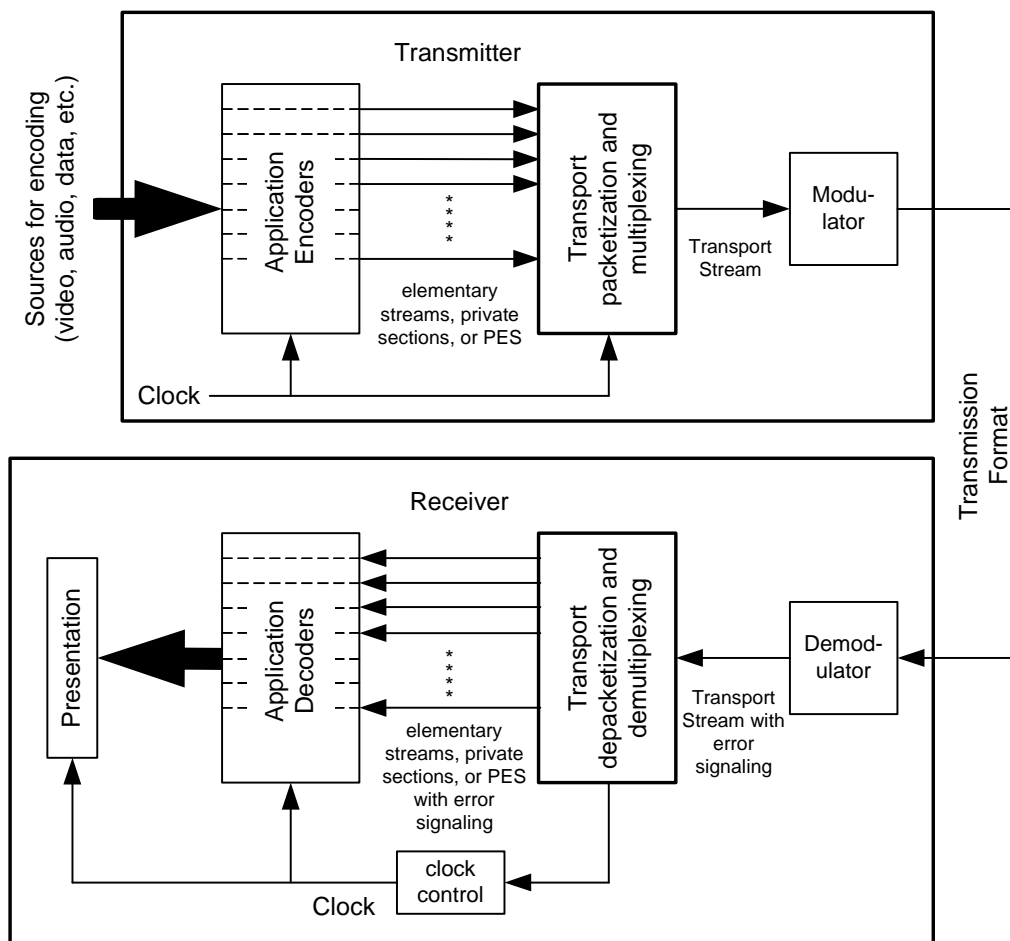 Transmitter
Sources for encoding
(video, audio, data, etc.)
Application
Encoders
* * * *
elementary
streams, private
sections, or PES
Transport
packetization and
multiplexing
Transport
Stream
Modu-
lator
Clock
Transmission
Format
Receiver
Presentation
Application
Decoders
* * * *
elementary
streams, private
sections, or PES
with error
signaling
Transport
depacketization and
demultiplexing
Transport
Stream with
error
signaling
Demod-
ulator
clock
control
Clock